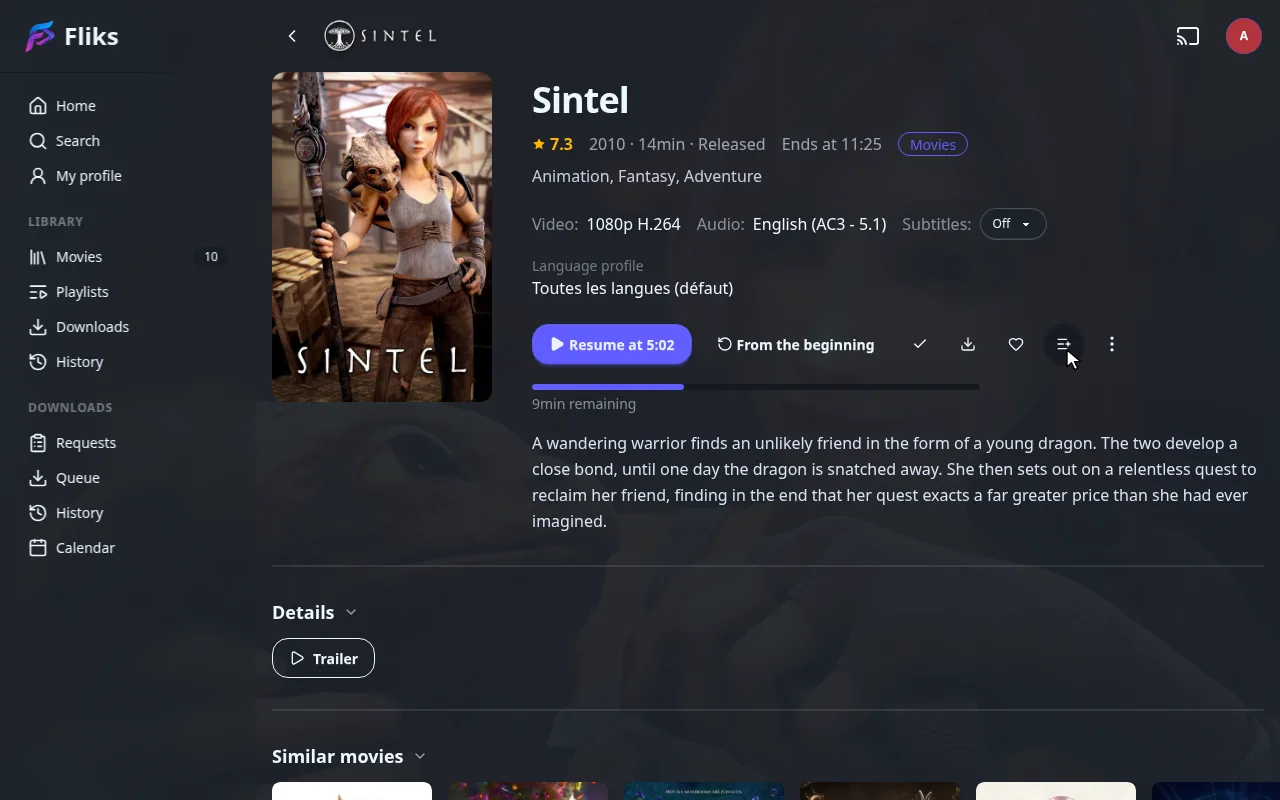 Fliks
SINTEL
A
Home
Search
My profile
LIBRARY
Movies 10
Playlists
Downloads
History
DOWNLOADS
Requests
Queue
History
Calendar
SINTEL
Sintel
7.3 2010 · 14min · Released Ends at 11:25 Movies
Animation, Fantasy, Adventure
Video: 1080p H.264 Audio: English (AC3 - 5.1) Subtitles: Off
Language profile
Toutes les langues (défaut)
Resume at 5:02 From the beginning
9min remaining
A wandering warrior finds an unlikely friend in the form of a young dragon. The two develop a
close bond, until one day the dragon is snatched away. She then sets out on a relentless quest to
reclaim her friend, finding in the end that her quest exacts a far greater price than she had ever
imagined.
Details
Trailer
Similar movies